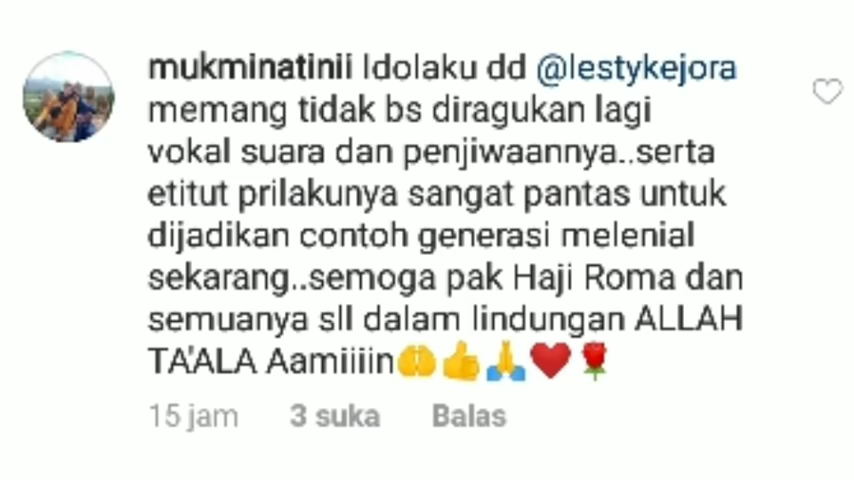 mukminatinii Idolaku dd @lestykejora
memang tidak bs diragukan lagi
vokal suara dan penjiwaannya..serta
etitut prilakunya sangat pantas untuk
dijadikan contoh generasi melenial
sekarang..semoga pak Haji Roma dan
semuanya sll dalam lindungan ALLAH
TA'ALA Aamiiiin🤲👍🙏❤️🌹
15 jam 3 suka Balas